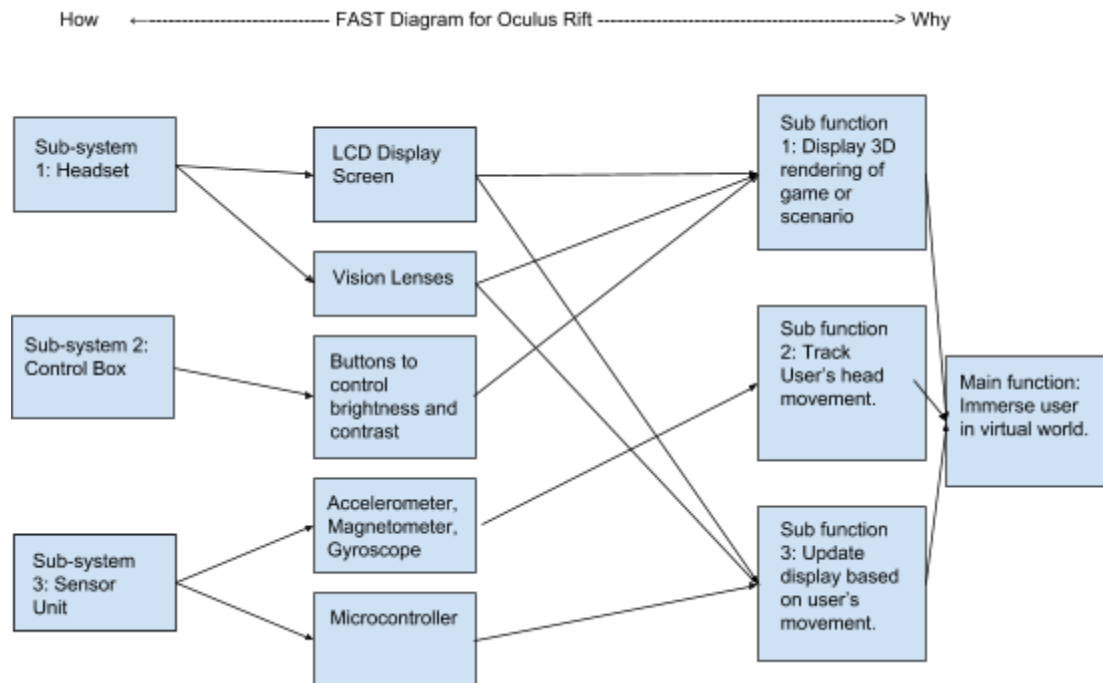 How <------------------------------ FAST Diagram for Oculus Rift --------------------------------------------> Why
Sub-system
1: Headset
LCD Display
Screen
Sub function
1: Display 3D
rendering of
game or
scenario
Vision Lenses
Sub-system 2:
Control Box
Buttons to
control
brightness and
contrast
Sub function
2: Track
User's head
movement.
Main function:
Immerse user
in virtual world.
Accelerometer,
Magnetometer,
Gyroscope
Sub-system
3: Sensor
Unit
Microcontroller
Sub function
3: Update
display based
on user's
movement.